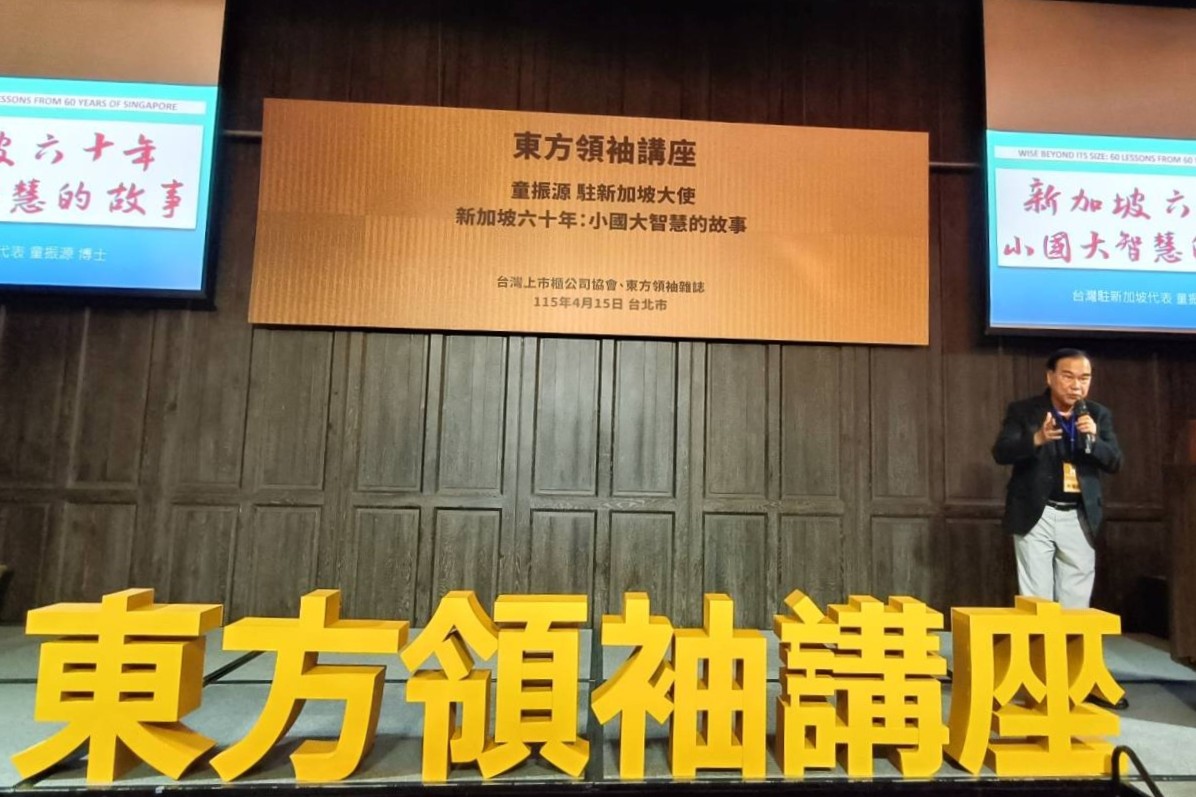 ESSONS FROM 60 YEARS OF SINGAPORE
坡六十年
慧的故事
代表 童振源 博士
東方領袖講座
童振源 駐新加坡大使
新加坡六十年:小國大智慧的故事
台灣上市櫃公司協會、東方領袖雜誌
115年4月15日 台北市
WISE BEYOND ITS SIZE: 60 LESSONS FROM 60
新加坡六
小國大智慧
台灣駐新加坡代表 童振
東方領袖講座